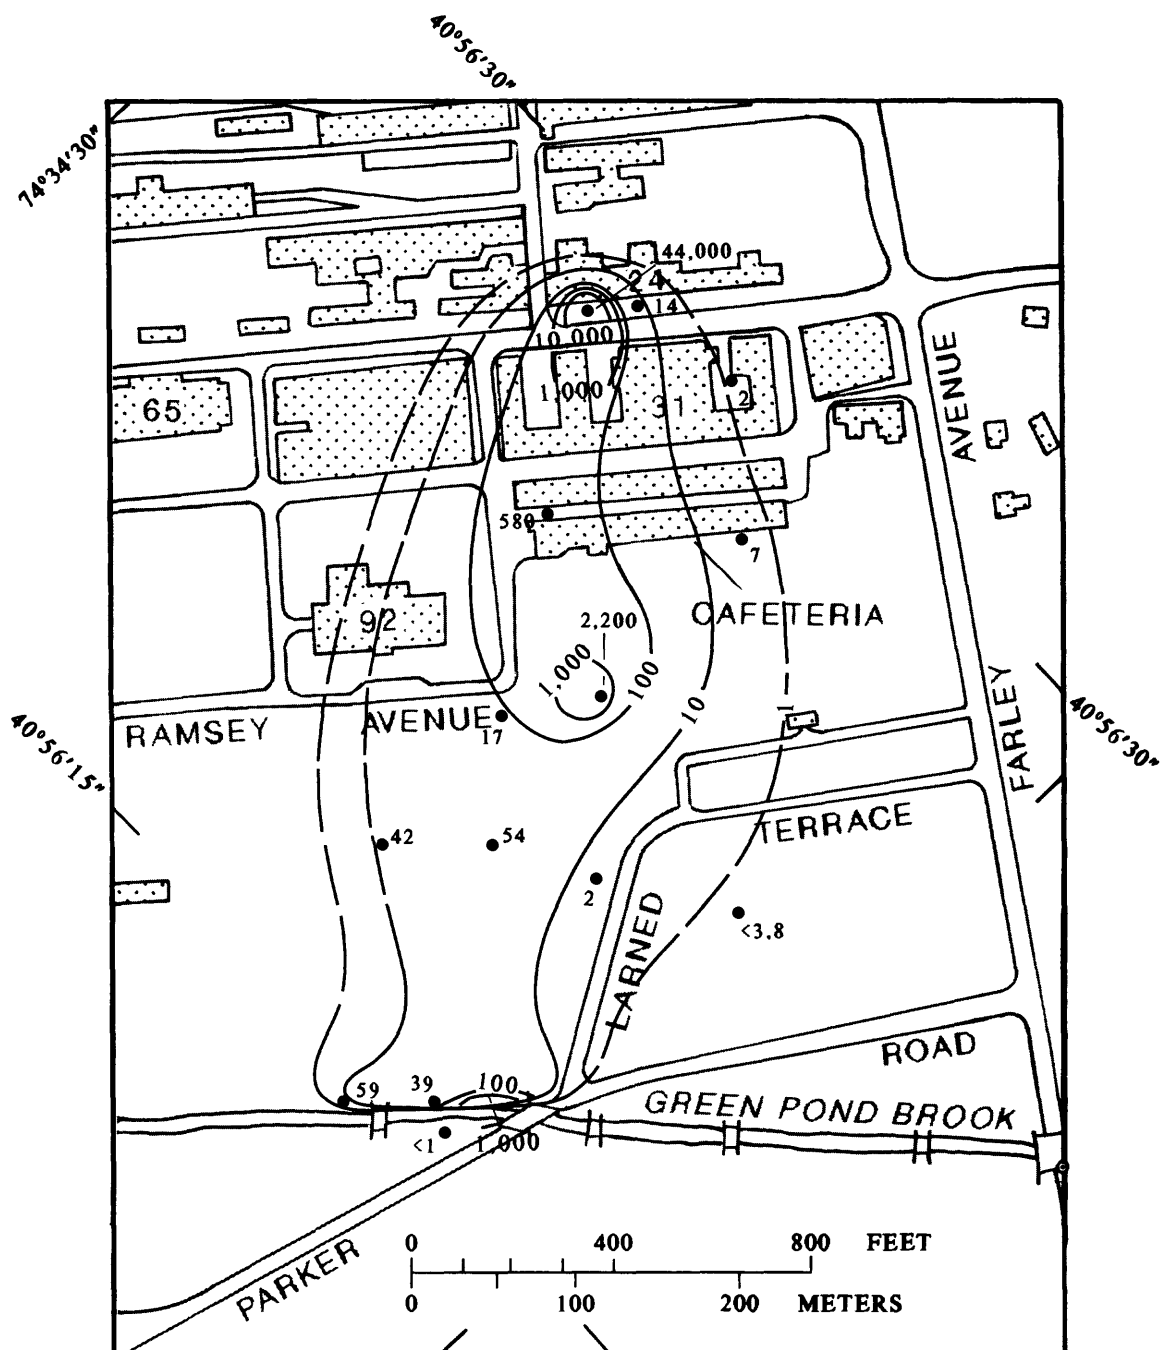 40°56'30"
74°34'30"
44,000
24
14
10,000
1,000
31
2
65
AVENUE
580
7
92
CAFETERIA
2,200
1,000
100
10
1
RAMSEY AVENUE
17
FARLEY
40°56'15"
40°56'30"
TERRACE
42
54
2
<3.8
LARNED
ROAD
59
39
100
GREEN POND BROOK
<1
1,000
PARKER
0 400 800 FEET
0 100 200 METERS